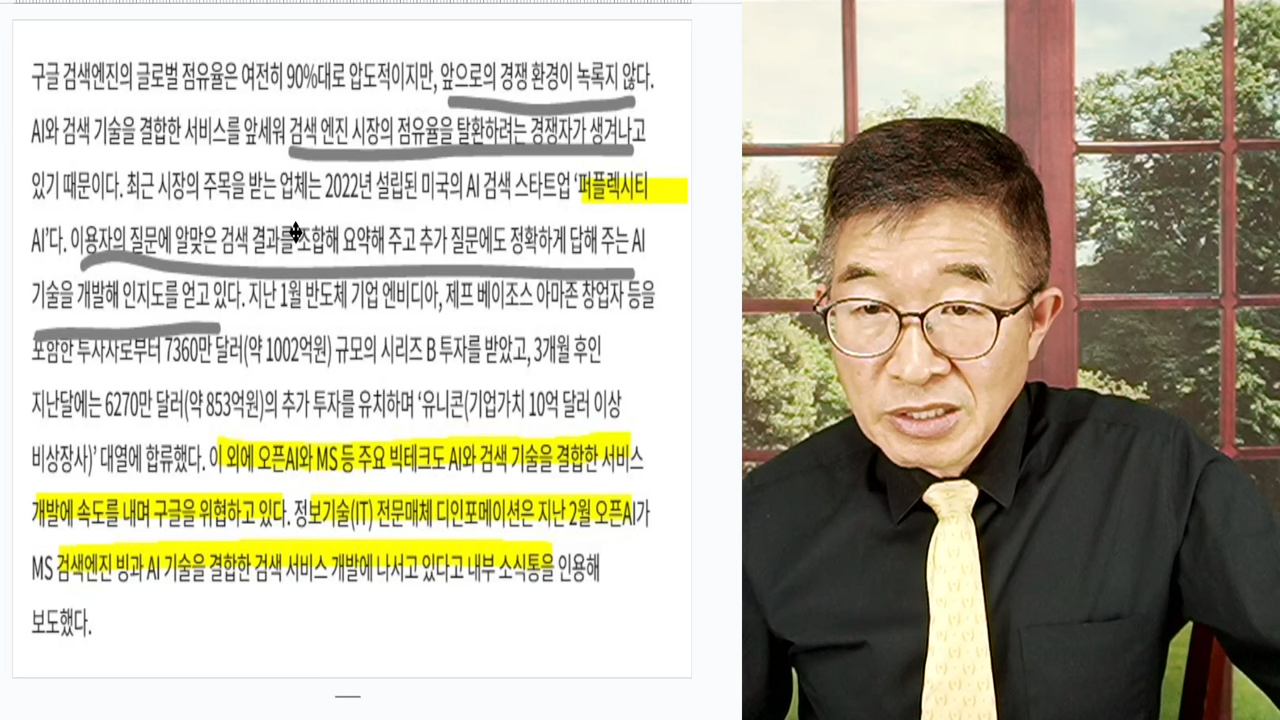 구글 검색엔진의 글로벌 점유율은 여전히 90%대로 압도적이지만, 앞으로의 경쟁 환경이 녹록지 않다.
AI와 검색 기술을 결합한 서비스를 앞세워 검색 엔진 시장의 점유율을 탈환하려는 경쟁자가 생겨나고
있기 때문이다. 최근 시장의 주목을 받는 업체는 2022년 설립된 미국의 AI 검색 스타트업 ‘퍼플렉시티
AI’다. 이용자의 질문에 알맞은 검색 결과를 조합해 요약해 주고 추가 질문에도 정확하게 답해 주는 AI
기술을 개발해 인지도를 얻고 있다. 지난 1월 반도체 기업 엔비디아, 제프 베이조스 아마존 창업자 등을
포함한 투자자로부터 7360만 달러(약 1002억원) 규모의 시리즈 B 투자를 받았고, 3개월 후인
지난달에는 6270만 달러(약 853억원)의 추가 투자를 유치하며 ‘유니콘(기업가치 10억 달러 이상
비상장사)’ 대열에 합류했다. 이 외에 오픈AI와 MS 등 주요 빅테크도 AI와 검색 기술을 결합한 서비스
개발에 속도를 내며 구글을 위협하고 있다. 정보기술(IT) 전문매체 디인포메이션은 지난 2월 오픈AI가
MS 검색엔진 빙과 AI 기술을 결합한 검색 서비스 개발에 나서고 있다고 내부 소식통을 인용해
보도했다.